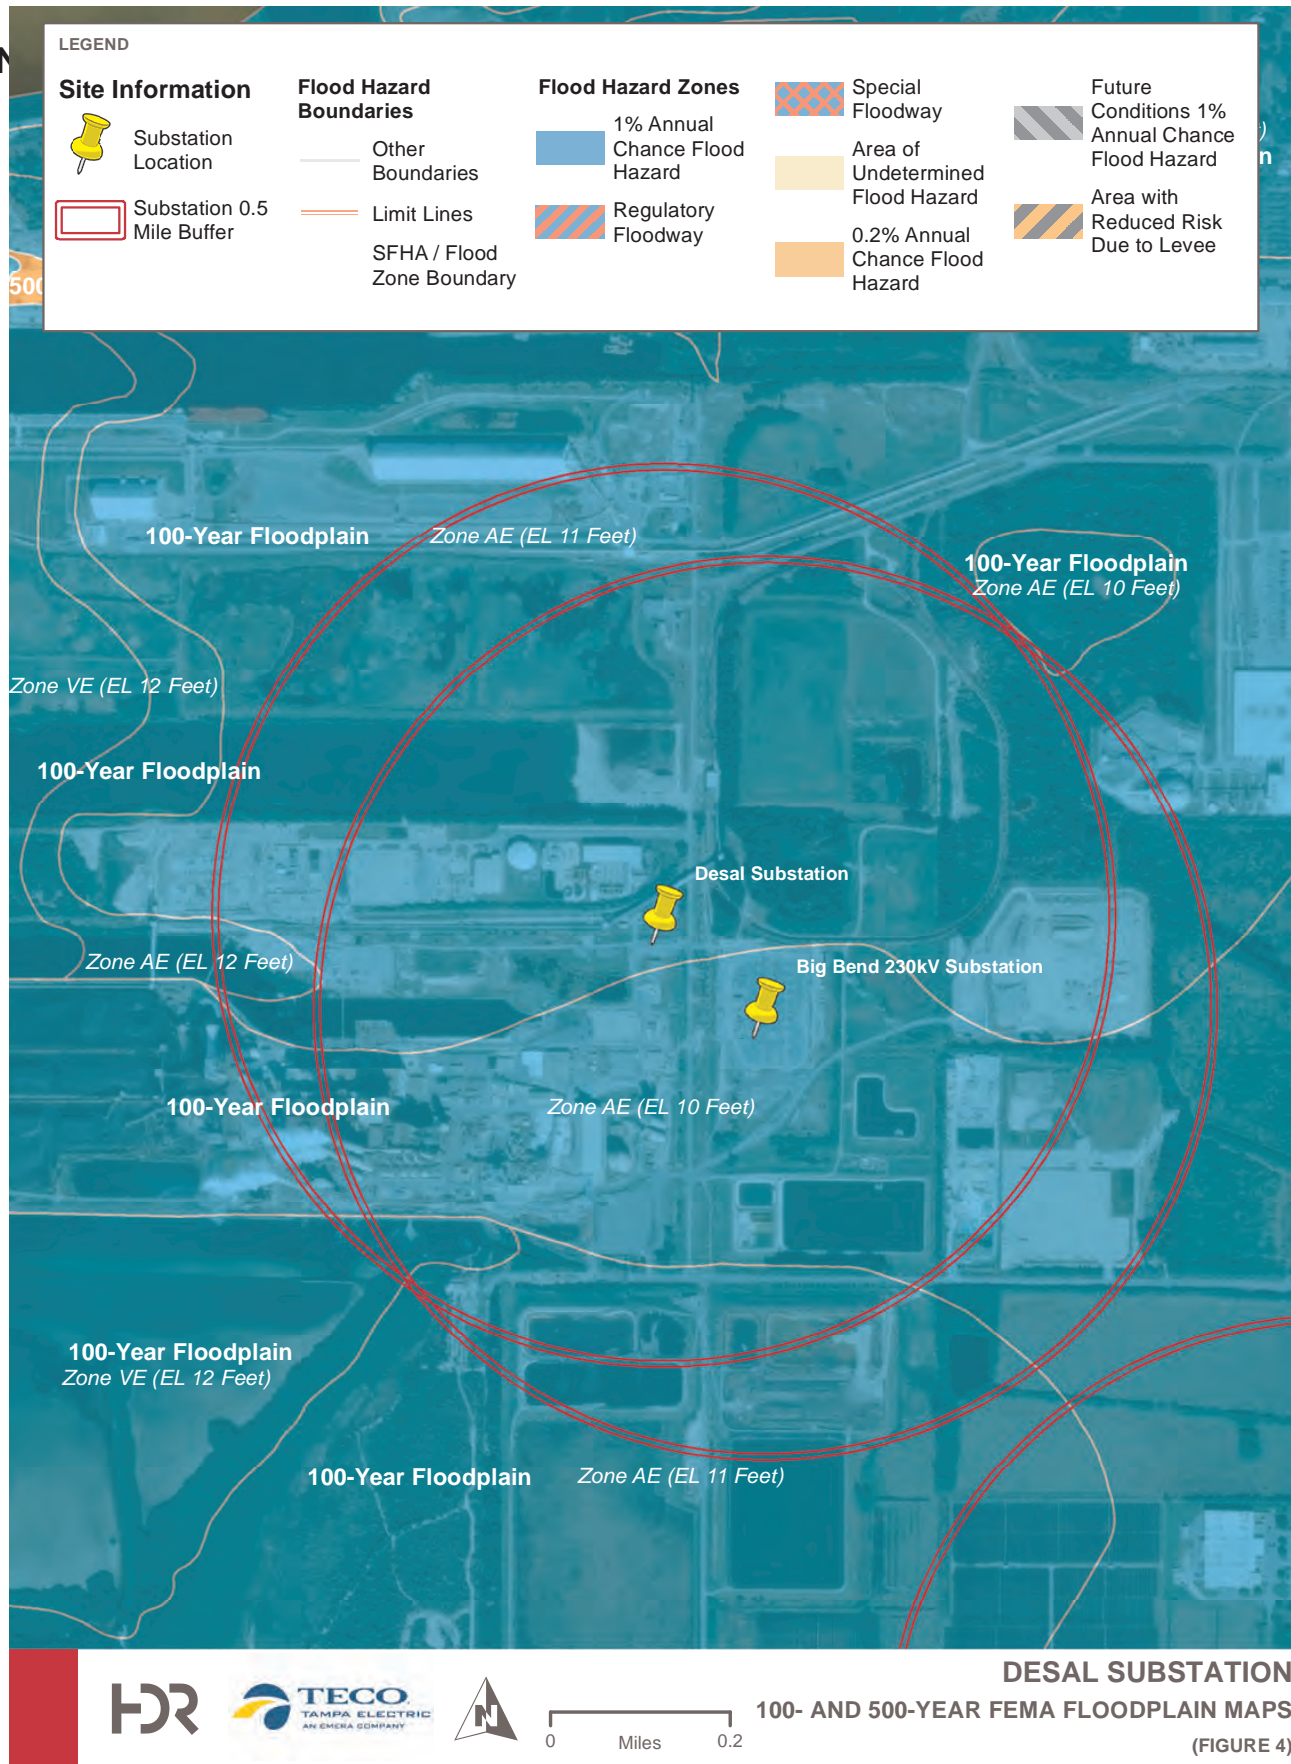 N
LEGEND
Site Information
Substation
Location
Substation 0.5
Mile Buffer
Flood Hazard
Boundaries
Other
Boundaries
Limit Lines
SFHA / Flood
Zone Boundary
Flood Hazard Zones
1% Annual
Chance Flood
Hazard
Regulatory
Floodway
Special
Floodway
Area of
Undetermined
Flood Hazard
0.2% Annual
Chance Flood
Hazard
Future
Conditions 1%
Annual Chance
Flood Hazard
Area with
Reduced Risk
Due to Levee
)
n
500
100-Year Floodplain
Zone AE (EL 11 Feet)
100-Year Floodplain
Zone AE (EL 10 Feet)
Zone VE (EL 12 Feet)
100-Year Floodplain
Desal Substation
Zone AE (EL 12 Feet)
Big Bend 230kV Substation
100-Year Floodplain
Zone AE (EL 10 Feet)
100-Year Floodplain
Zone VE (EL 12 Feet)
100-Year Floodplain
Zone AE (EL 11 Feet)
HDR
TECO
TAMPA ELECTRIC
AN EMERA COMPANY
N
0 Miles 0.2
DESAL SUBSTATION
100- AND 500-YEAR FEMA FLOODPLAIN MAPS
(FIGURE 4)